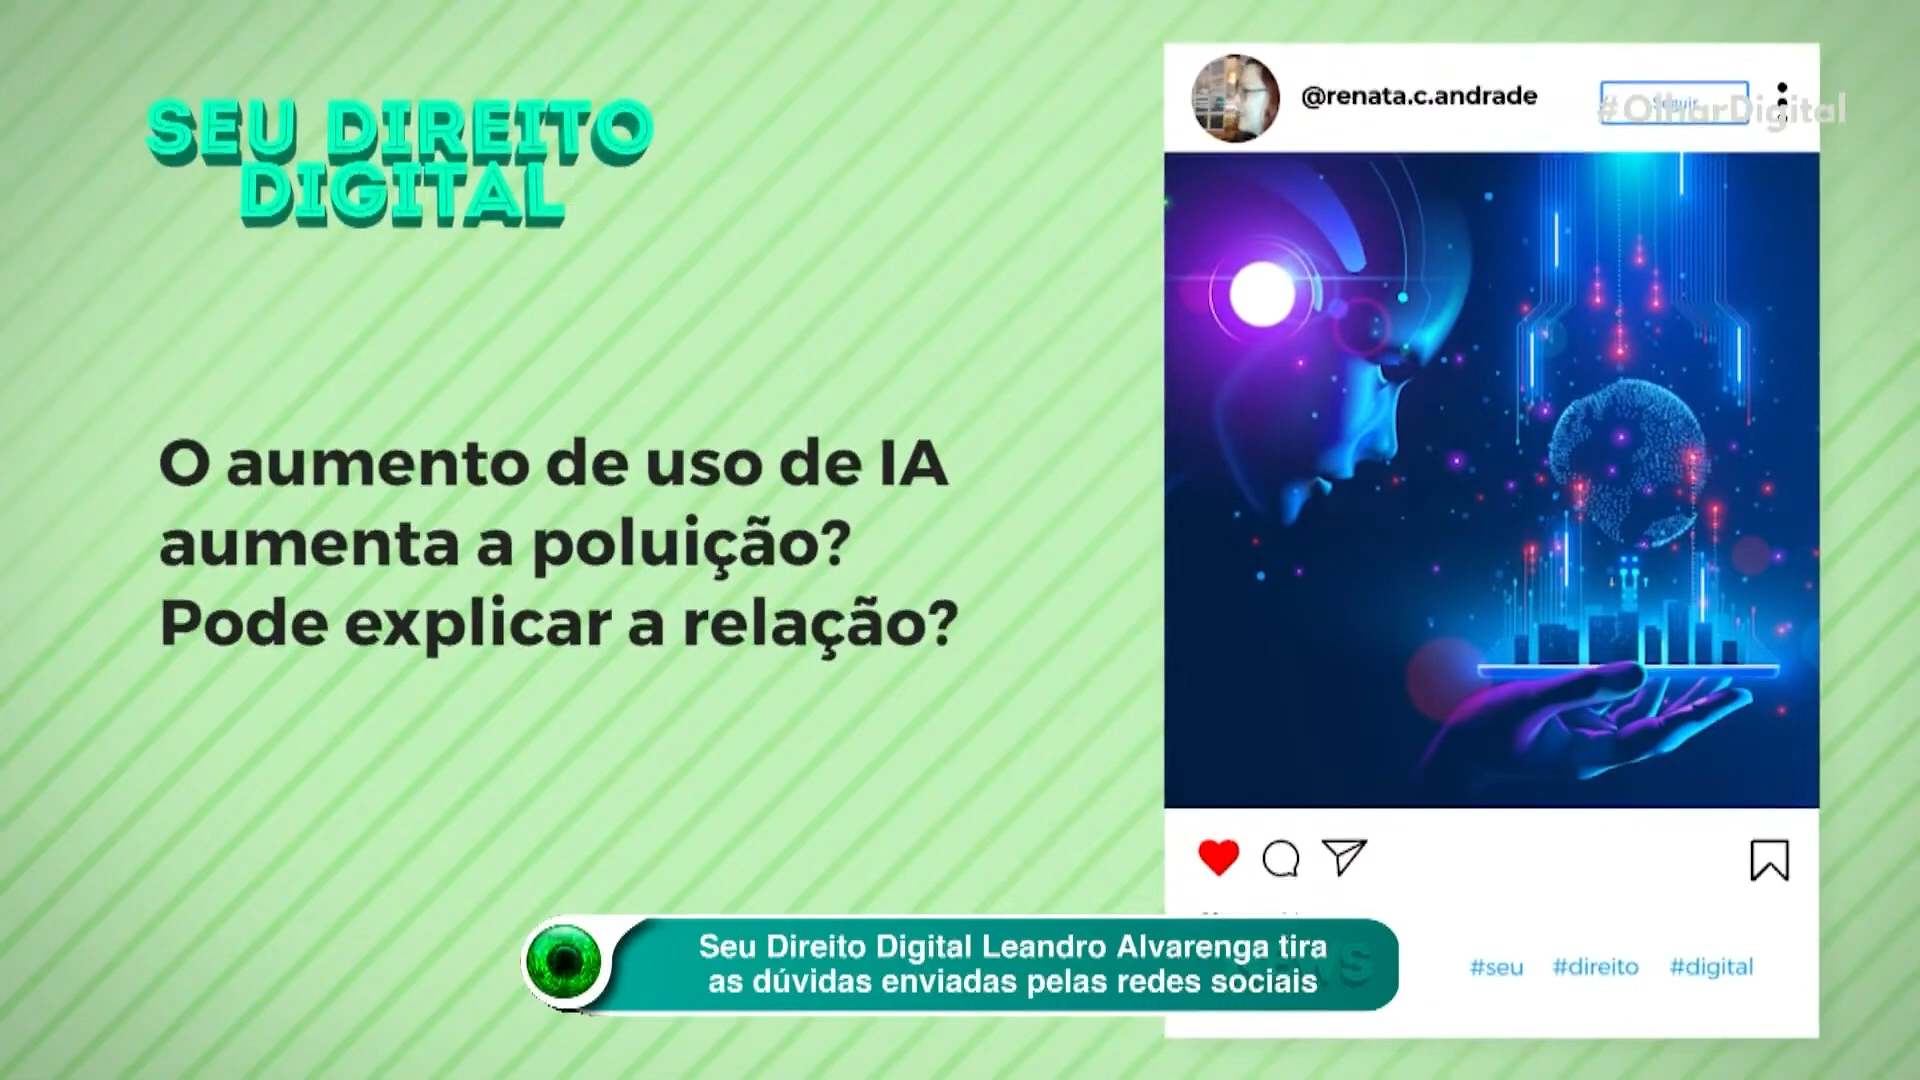 SEU DIREITO
DIGITAL
@renata.c.andrade
#OlharDigital
O aumento de uso de IA
aumenta a poluição?
Pode explicar a relação?
Seu Direito Digital Leandro Alvarenga tira
as dúvidas enviadas pelas redes sociais
#seu #direito #digital